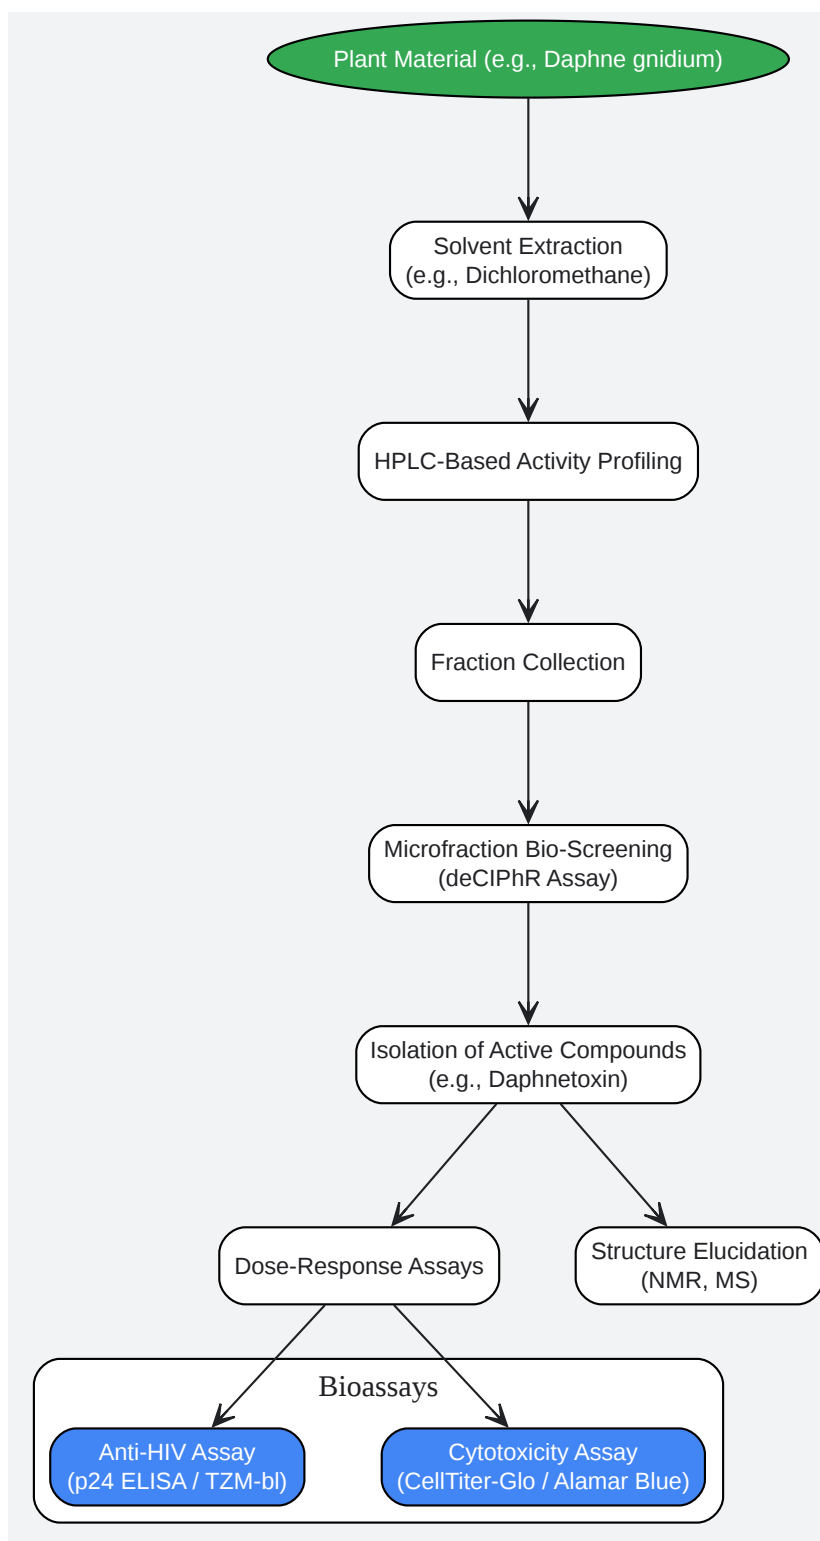 Plant Material (e.g., Daphne gnidium)
Solvent Extraction
(e.g., Dichloromethane)
HPLC-Based Activity Profiling
Fraction Collection
Microfraction Bio-Screening
(deCIPhR Assay)
Isolation of Active Compounds
(e.g., Daphnetoxin)
Dose-Response Assays
Structure Elucidation
(NMR, MS)
Bioassays
Anti-HIV Assay
(p24 ELISA / TZM-bl)
Cytotoxicity Assay
(CellTiter-Glo / Alamar Blue)